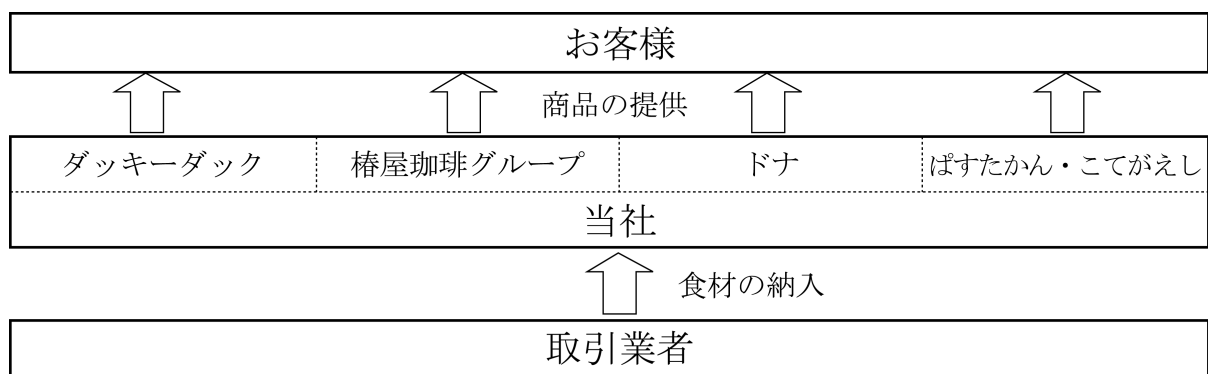 お客様
商品の提供
ダッキーダック 椿屋珈琲グループ ドナ ぱすたかん・こてがえし
当社
食材の納入
取引業者